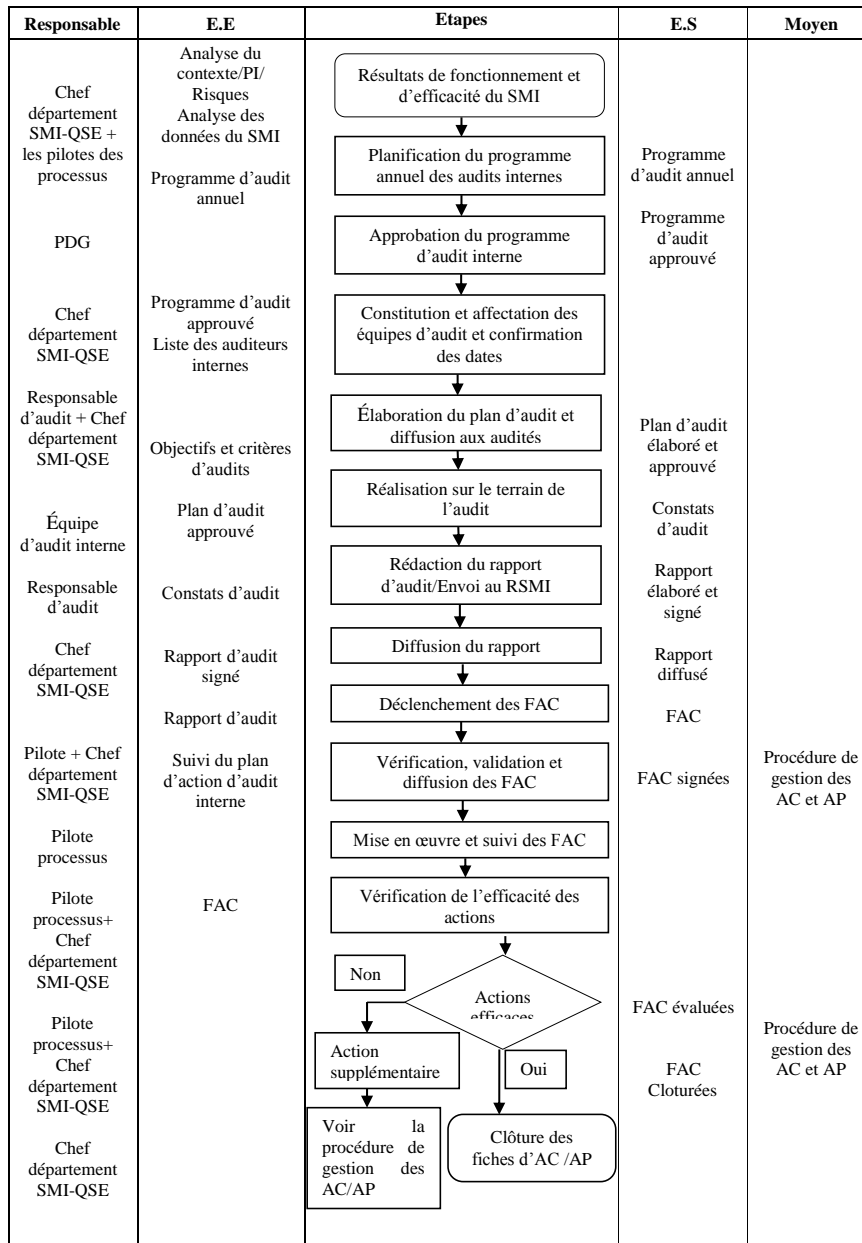 Responsable
E.E
Etapes
E.S
Moyen
Chef
département
SMI-QSE +
les pilotes des
processus
PDG
Chef
département
SMI-QSE
Responsable
d'audit + Chef
département
SMI-QSE
Équipe
d'audit interne
Responsable
d'audit
Chef
département
SMI-QSE
Pilote + Chef
département
SMI-QSE
Pilote
processus
Pilote
processus+
Chef
département
SMI-QSE
Pilote
processus+
Chef
département
SMI-QSE
Chef
département
SMI-QSE
Analyse du
contexte/PI/
Risques
Analyse des
données du SMI
Programme d'audit
annuel
Programme d'audit
approuvé
Liste des auditeurs
internes
Objectifs et critères
d'audits
Plan d'audit
approuvé
Constats d'audit
Rapport d'audit
signé
Rapport d'audit
Suivi du plan
d'action d'audit
interne
FAC
Résultats de fonctionnement et
d'efficacité du SMI
Planification du programme
annuel des audits internes
Approbation du programme
d'audit interne
Constitution et affectation des
équipes d'audit et confirmation
des dates
Élaboration du plan d'audit et
diffusion aux audités
Réalisation sur le terrain de
l'audit
Rédaction du rapport
d'audit/Envoi au RSMI
Diffusion du rapport
Déclenchement des FAC
Vérification, validation et
diffusion des FAC
Mise en œuvre et suivi des FAC
Vérification de l'efficacité des
actions
Non
Actions
efficaces
Action
supplémentaire
Oui
Voir la
procédure de
gestion des
AC/AP
Clôture des
fiches d'AC /AP
Programme
d'audit annuel
Programme
d'audit
approuvé
Plan d'audit
élaboré et
approuvé
Constats
d'audit
Rapport
élaboré et
signé
Rapport
diffusé
FAC
FAC signées
FAC évaluées
FAC
Cloturées
Procédure de
gestion des
AC et AP
Procédure de
gestion des
AC et AP